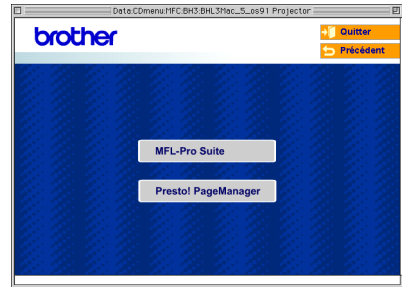 Data:CDmenu:MFC:BH3:BHL3Mac_5_os91 Projector
brother
Quitter
Précédent
MFL-Pro Suite
Presto! PageManager